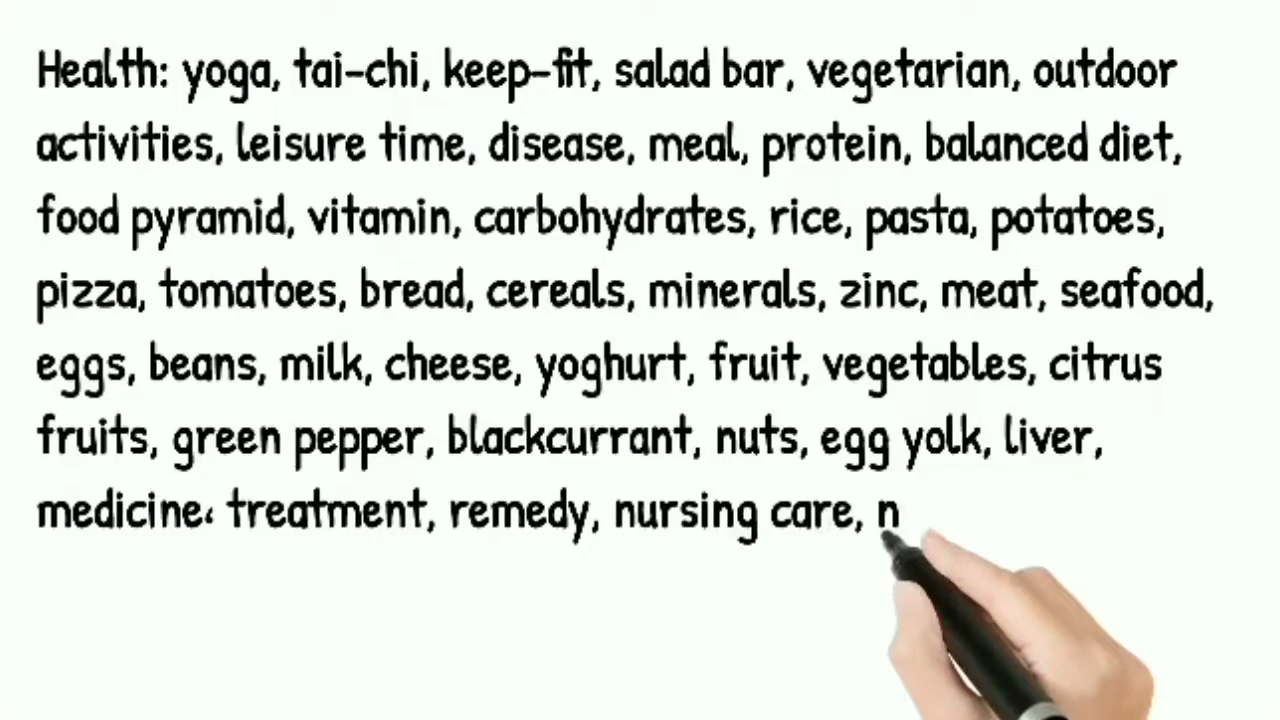 Health: yoga, tai-chi, keep-fit, salad bar, vegetarian, outdoor
activities, leisure time, disease, meal, protein, balanced diet,
food pyramid, vitamin, carbohydrates, rice, pasta, potatoes,
pizza, tomatoes, bread, cereals, minerals, zinc, meat, seafood,
eggs, beans, milk, cheese, yoghurt, fruit, vegetables, citrus
fruits, green pepper, blackcurrant, nuts, egg yolk, liver,
medicine، treatment, remedy, nursing care, n